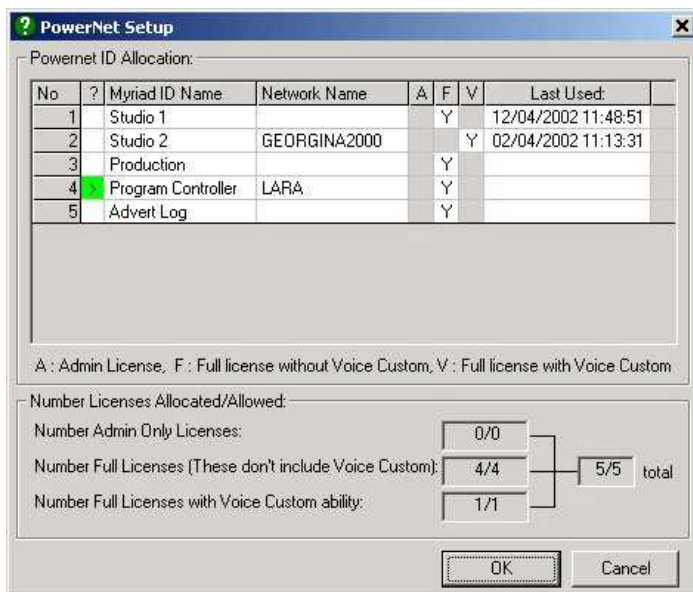 PowerNet Setup
Powernet ID Allocation:
No ? Myriad ID Name Network Name A F V Last Used:
1 Studio 1 Y 12/04/2002 11:48:51
2 Studio 2 GEORGINA2000 Y 02/04/2002 11:13:31
3 Production Y
4 > Program Controller LARA Y
5 Advert Log Y
A : Admin License, F : Full license without Voice Custom, V : Full license with Voice Custom
Number Licenses Allocated/Allowed:
Number Admin Only Licenses: 0/0
Number Full Licenses (These don't include Voice Custom): 4/4 5/5 total
Number Full Licenses with Voice Custom ability: 1/1
OK Cancel